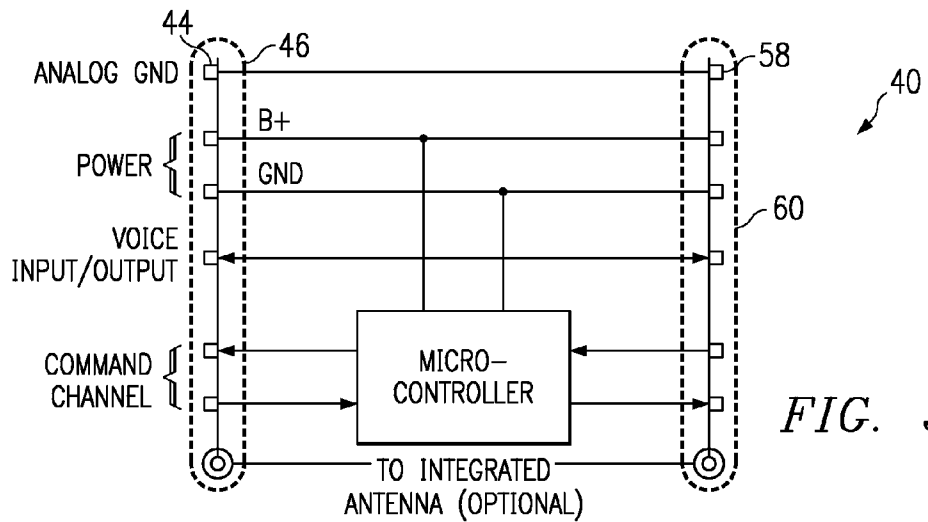 44
46
58
ANALOG GND
40
B+
POWER
GND
60
VOICE
INPUT/OUTPUT
COMMAND
CHANNEL
MICRO-
CONTROLLER
FIG.
TO INTEGRATED
ANTENNA (OPTIONAL)